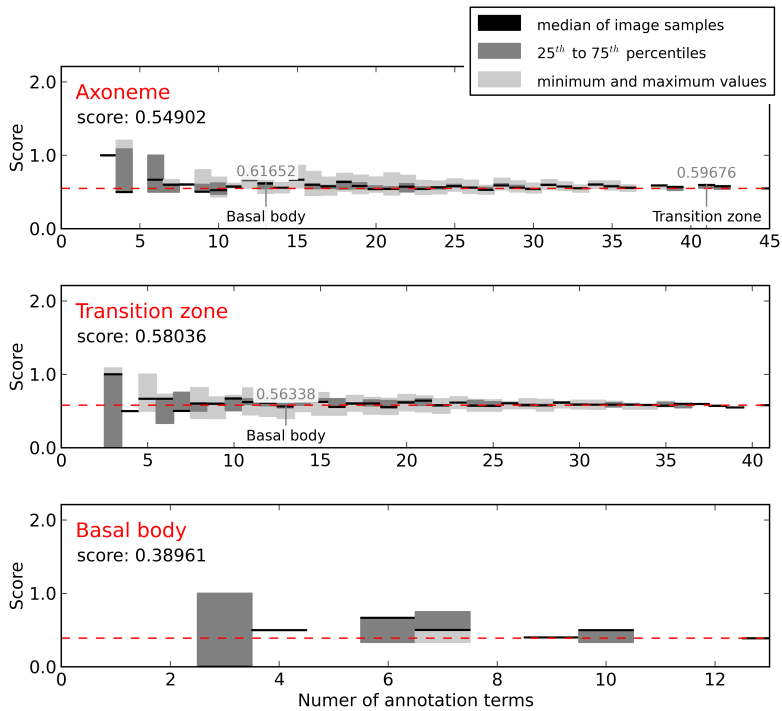 median of image samples
25th to 75th percentiles
minimum and maximum values
Axoneme
score: 0.54902
Score
2.0
1.0
0.0
0.61652
0.59676
Basal body
Transition zone
0 5 10 15 20 25 30 35 40 45
Transition zone
score: 0.58036
Score
2.0
1.0
0.0
0.56338
Basal body
0 5 10 15 20 25 30 35 40
Basal body
score: 0.38961
Score
2.0
1.0
0.0
0 2 4 6 8 10 12
Numer of annotation terms